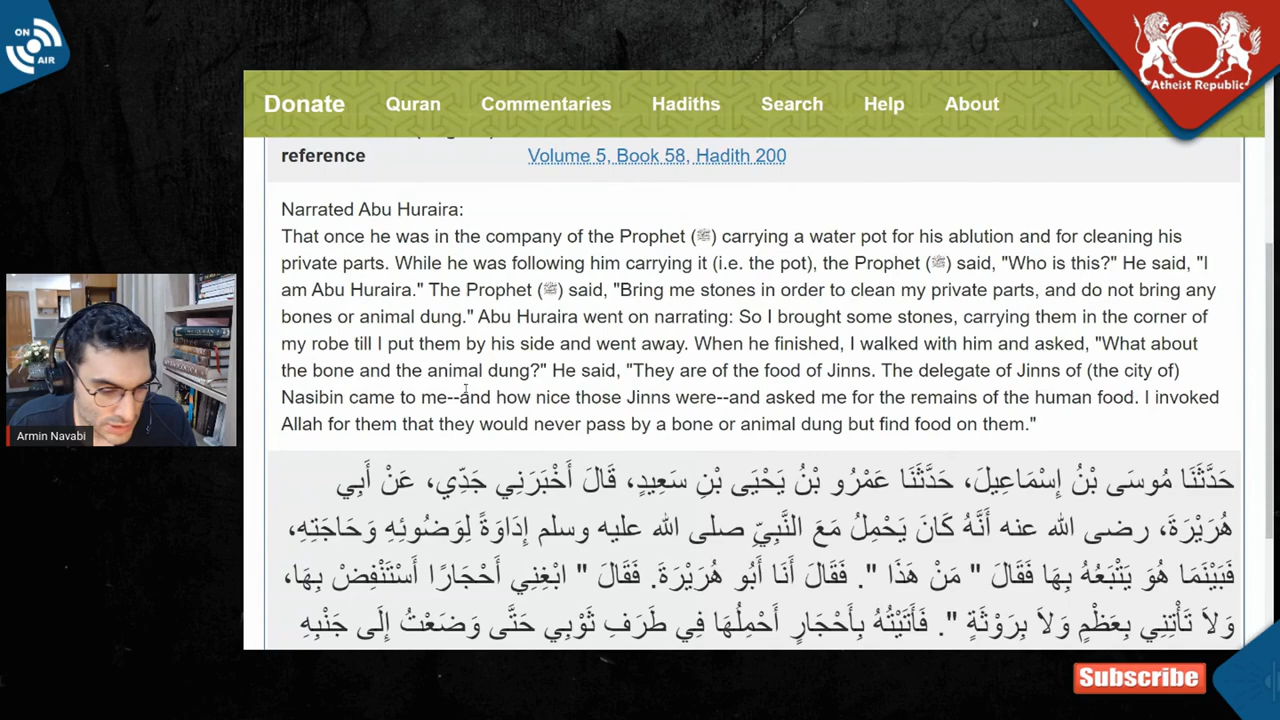 ON
AIR
Atheist Republic
Donate Quran Commentaries Hadiths Search Help About
reference Volume 5, Book 58, Hadith 200
Narrated Abu Huraira:
That once he was in the company of the Prophet (ﷺ) carrying a water pot for his ablution and for cleaning his
private parts. While he was following him carrying it (i.e. the pot), the Prophet (ﷺ) said, "Who is this?" He said, "I
am Abu Huraira." The Prophet (ﷺ) said, "Bring me stones in order to clean my private parts, and do not bring any
bones or animal dung." Abu Huraira went on narrating: So I brought some stones, carrying them in the corner of
my robe till I put them by his side and went away. When he finished, I walked with him and asked, "What about
the bone and the animal dung?" He said, "They are of the food of Jinns. The delegate of Jinns of (the city of)
Nasibin came to me--and how nice those Jinns were--and asked me for the remains of the human food. I invoked
Allah for them that they would never pass by a bone or animal dung but find food on them."
حَدَّثَنَا مُوسَى بْنُ إِسْمَاعِيلَ، حَدَّثَنَا عَمْرُو بْنُ يَحْيَى بْنِ سَعِيدٍ، قَالَ أَخْبَرَنِي جَدِّي، عَنْ أَبِي
هُرَيْرَةَ، رضى الله عنه أَنَّهُ كَانَ يَحْمِلُ مَعَ النَّبِيِّ صلى الله عليه وسلم إِدَاوَةً لِوَضُوئِهِ وَحَاجَتِهِ،
فَبَيْنَمَا هُوَ يَتْبَعُهُ بِهَا فَقَالَ " مَنْ هَذَا ". فَقَالَ أَنَا أَبُو هُرَيْرَةَ. فَقَالَ " ابْغِنِي أَحْجَارًا أَسْتَنْفِضْ بِهَا،
وَلاَ تَأْتِنِي بِعَظْمٍ وَلاَ بِرَوْثَةٍ ". فَأَتَيْتُهُ بِأَحْجَارٍ أَحْمِلُهَا فِي طَرَفِ ثَوْبِي حَتَّى وَضَعْتُ إِلَى جَنْبِهِ
Armin Navabi
Subscribe